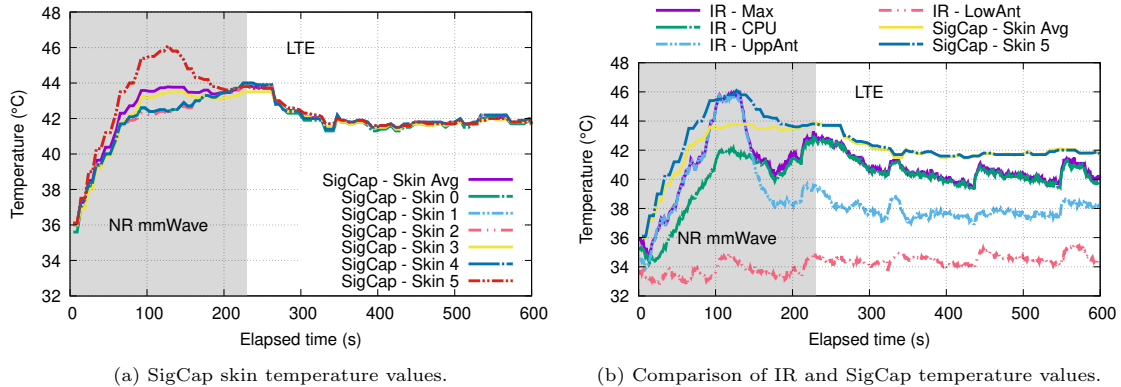 46
44
42
40
38
36
34
32
0 100 200 300 400 500 600
Temperature (°C)
Elapsed time (s)
LTE
NR mmWave
SigCap - Skin Avg
SigCap - Skin 0
SigCap - Skin 1
SigCap - Skin 2
SigCap - Skin 3
SigCap - Skin 4
SigCap - Skin 5
(a) SigCap skin temperature values.
IR - Max
IR - CPU
IR - UppAnt
IR - LowAnt
SigCap - Skin Avg
SigCap - Skin 5
46
44
42
40
38
36
34
32
0 100 200 300 400 500 600
Temperature (°C)
Elapsed time (s)
LTE
NR mmWave
(b) Comparison of IR and SigCap temperature values.